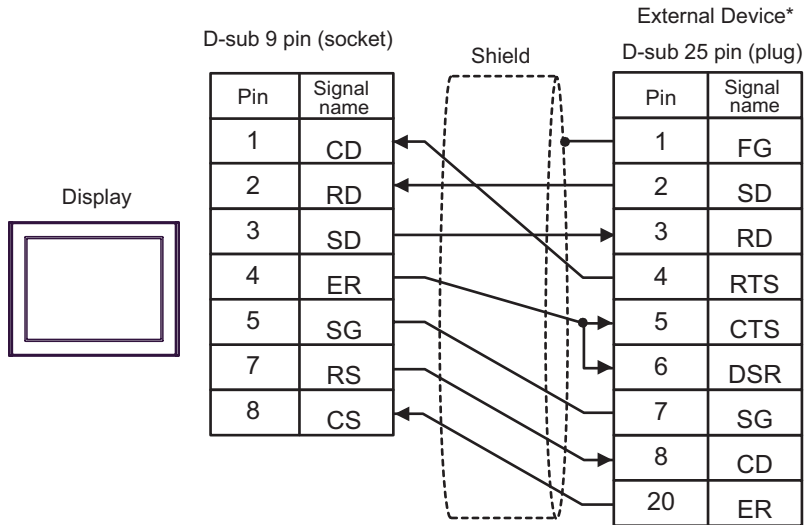 External Device*
D-sub 9 pin (socket)
Shield
D-sub 25 pin (plug)
Display
Pin Signal name
1 CD
2 RD
3 SD
4 ER
5 SG
7 RS
8 CS
Pin Signal name
1 FG
2 SD
3 RD
4 RTS
5 CTS
6 DSR
7 SG
8 CD
20 ER